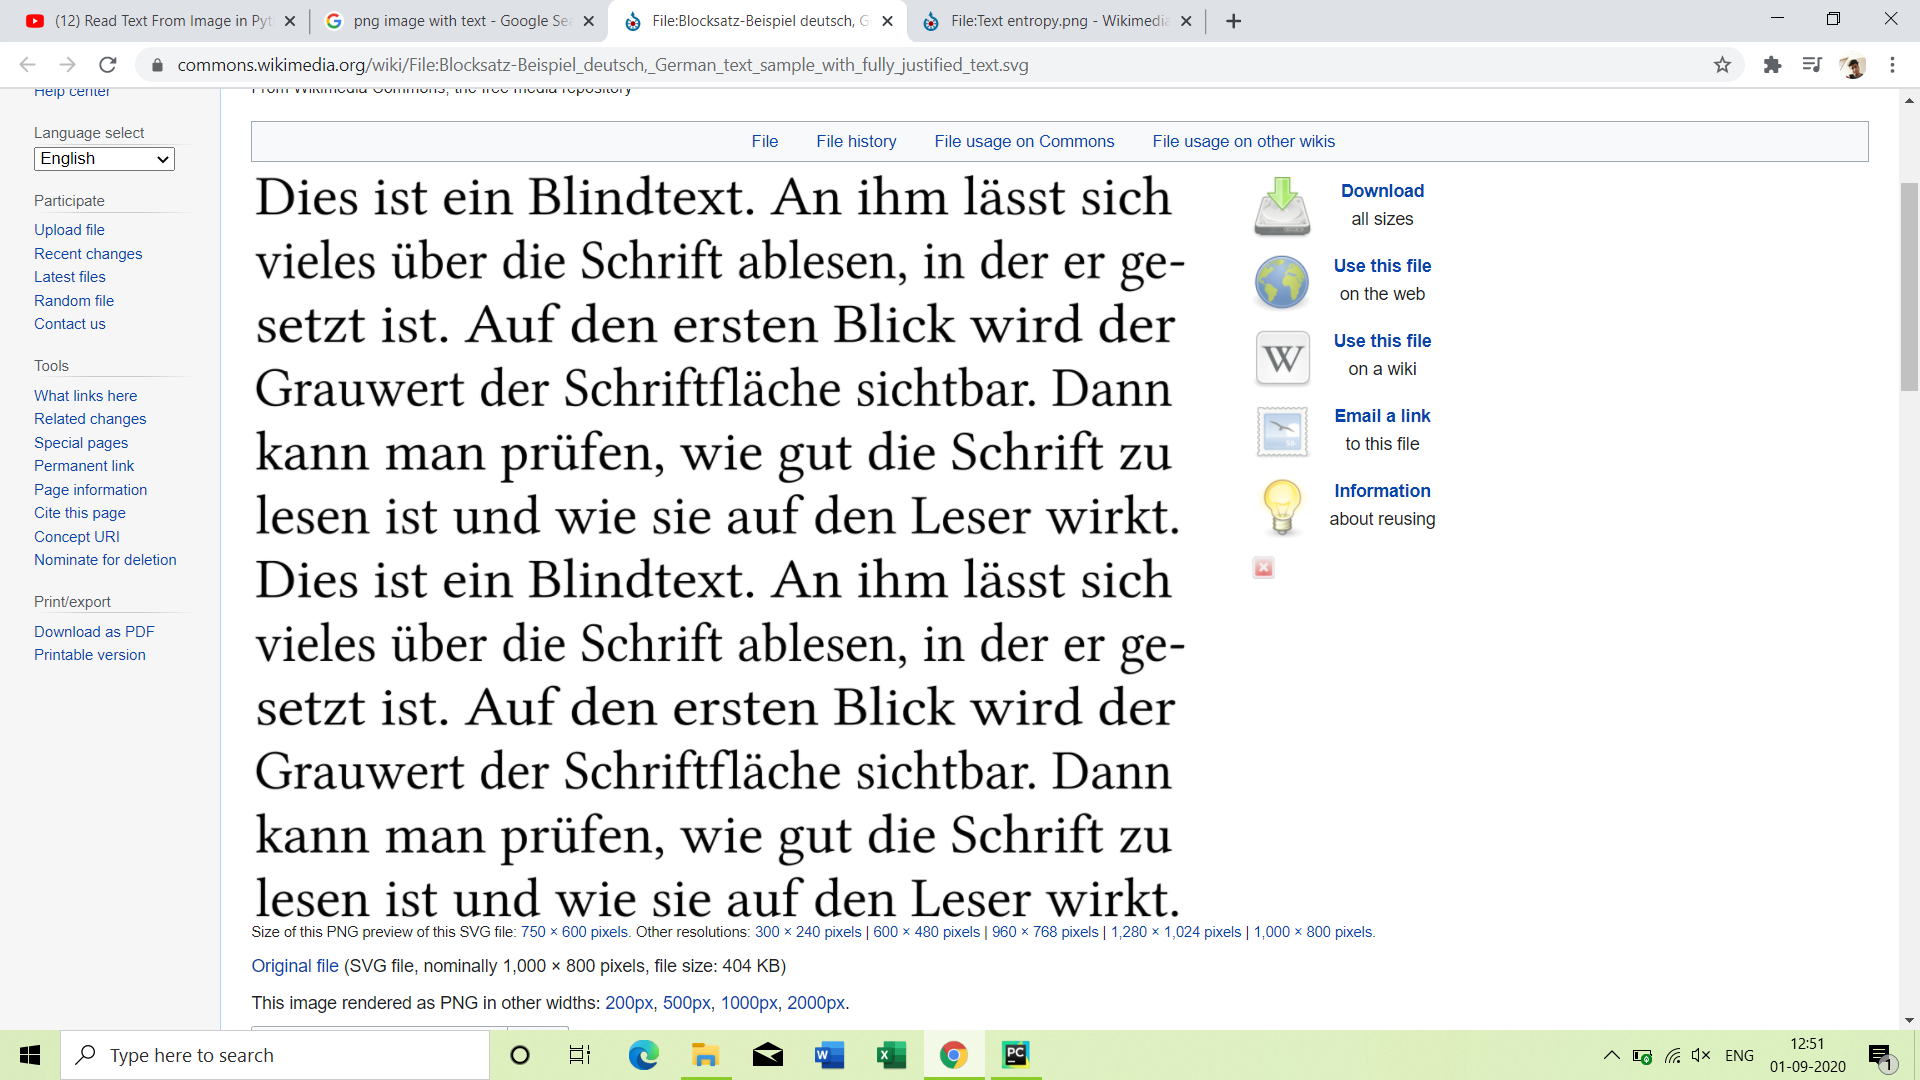 (12) Read Text From Image in Pyt
png image with text - Google Sea
File:Blocksatz-Beispiel deutsch, G
File:Text entropy.png - Wikimedia
commons.wikimedia.org/wiki/File:Blocksatz-Beispiel_deutsch,_German_text_sample_with_fully_justified_text.svg
Help center
Language select
English
Participate
Upload file
Recent changes
Latest files
Random file
Contact us
Tools
What links here
Related changes
Special pages
Permanent link
Page information
Cite this page
Concept URI
Nominate for deletion
Print/export
Download as PDF
Printable version
From Wikimedia Commons, the free media repository
File File history File usage on Commons File usage on other wikis
Dies ist ein Blindtext. An ihm lässt sich
vieles über die Schrift ablesen, in der er ge-
setzt ist. Auf den ersten Blick wird der
Grauwert der Schriftfläche sichtbar. Dann
kann man prüfen, wie gut die Schrift zu
lesen ist und wie sie auf den Leser wirkt.
Dies ist ein Blindtext. An ihm lässt sich
vieles über die Schrift ablesen, in der er ge-
setzt ist. Auf den ersten Blick wird der
Grauwert der Schriftfläche sichtbar. Dann
kann man prüfen, wie gut die Schrift zu
lesen ist und wie sie auf den Leser wirkt.
Download
all sizes
Use this file
on the web
W
Use this file
on a wiki
Email a link
to this file
Information
about reusing
Size of this PNG preview of this SVG file: 750 × 600 pixels. Other resolutions: 300 × 240 pixels | 600 × 480 pixels | 960 × 768 pixels | 1,280 × 1,024 pixels | 1,000 × 800 pixels.
Original file (SVG file, nominally 1,000 × 800 pixels, file size: 404 KB)
This image rendered as PNG in other widths: 200px, 500px, 1000px, 2000px.
Type here to search
W
X
PC
ENG
12:51
01-09-2020
1